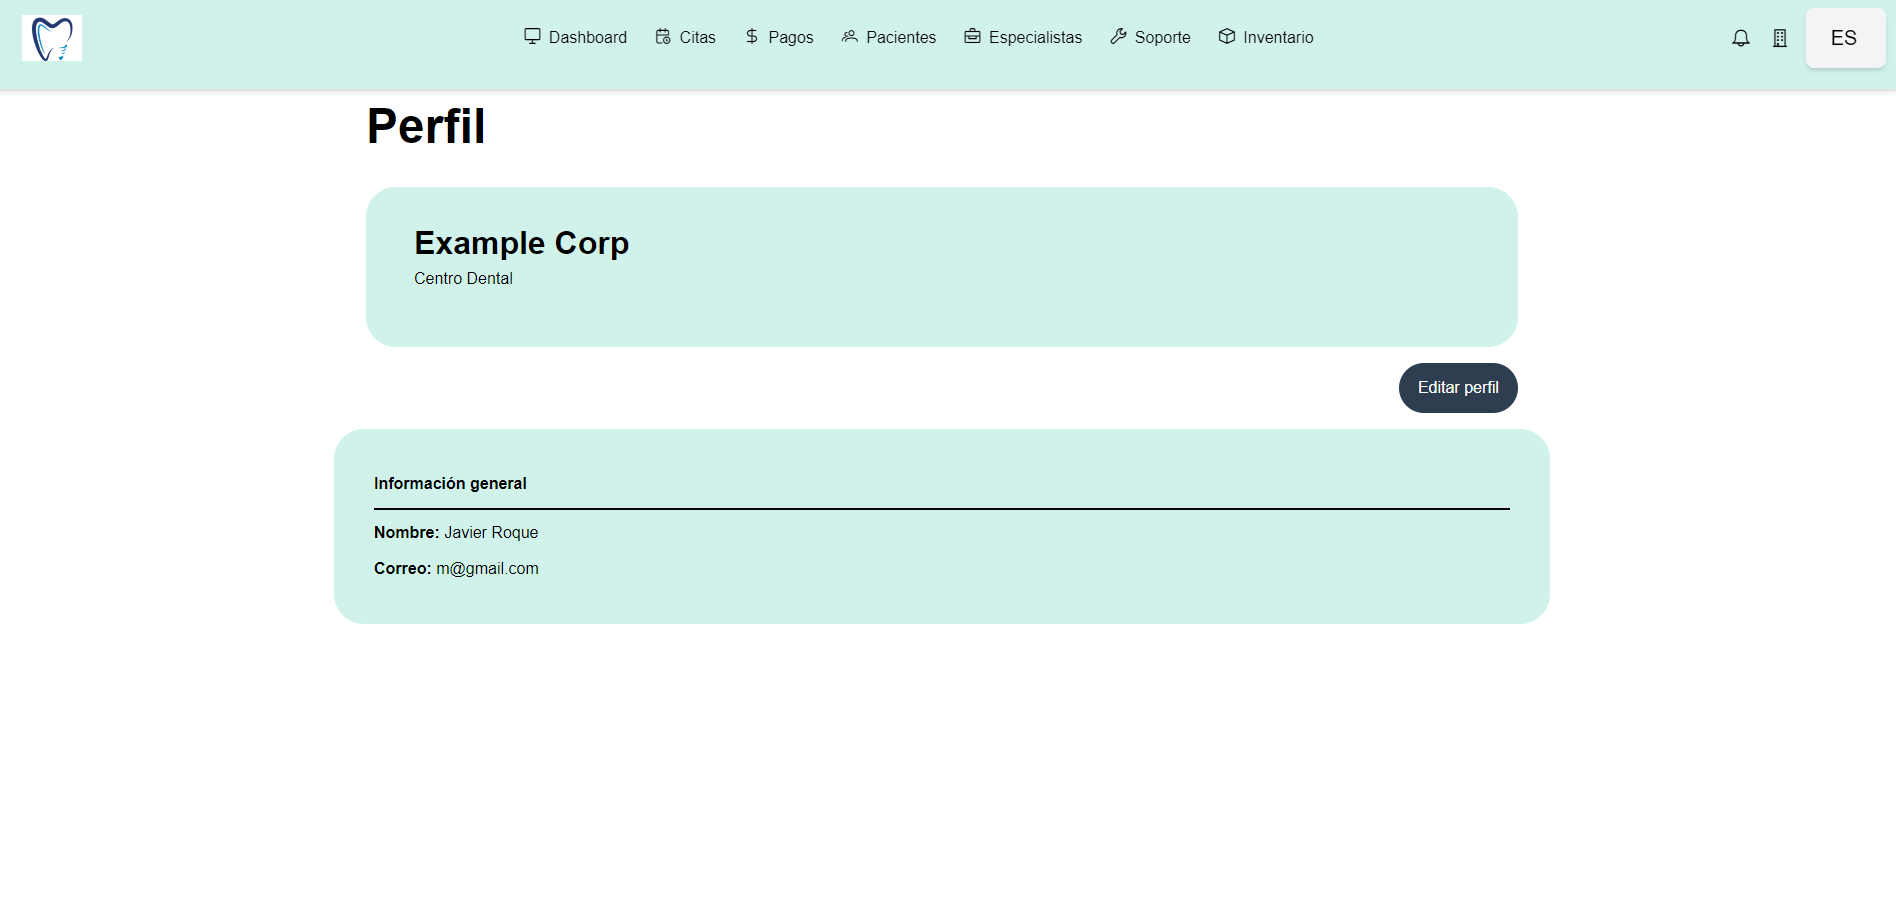 Dashboard Citas Pagos Pacientes Especialistas Soporte Inventario ES
Perfil
Example Corp
Centro Dental
Editar perfil
Información general
Nombre: Javier Roque
Correo: m@gmail.com